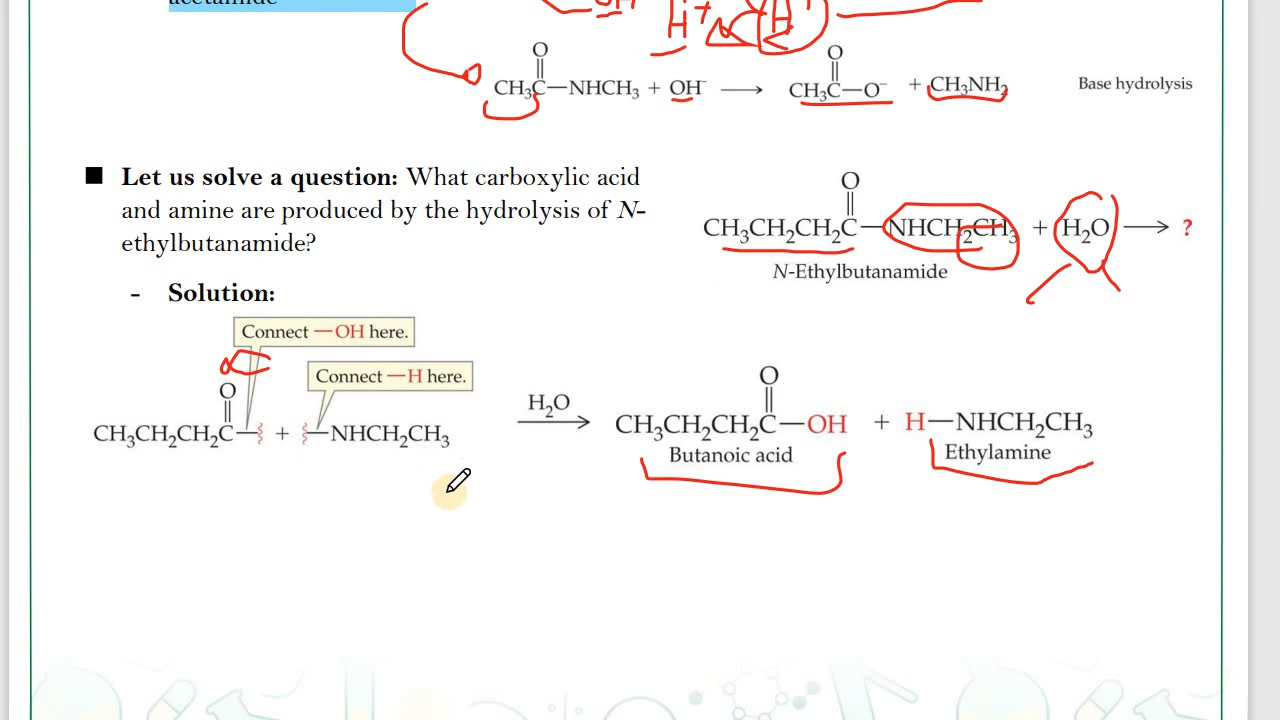 acetamide
H⁺
O O
CH₃C—NHCH₃ + OH⁻ ⟶ CH₃C—O⁻ + CH₃NH₂ Base hydrolysis
■ Let us solve a question: What carboxylic acid
and amine are produced by the hydrolysis of N-
ethylbutanamide?
O
CH₃CH₂CH₂C—NHCH₂CH₃ + H₂O ⟶ ?
N-Ethylbutanamide
- Solution:
Connect —OH here.
Connect —H here.
O
CH₃CH₂CH₂C— + —NHCH₂CH₃
H₂O
⟶
O
CH₃CH₂CH₂C—OH + H—NHCH₂CH₃
Butanoic acid Ethylamine